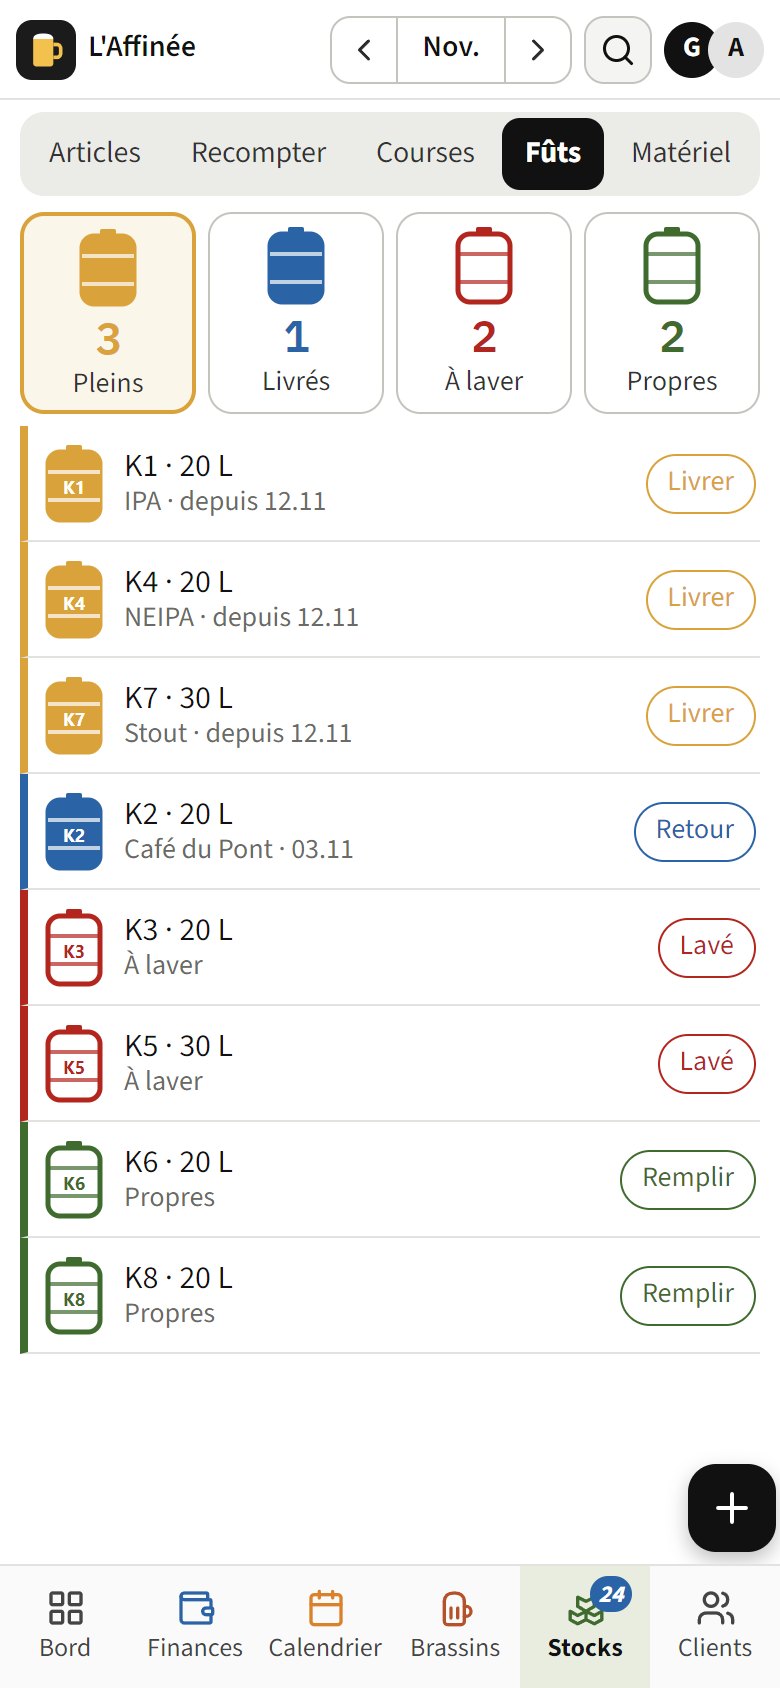 L'Affinée
Nov.
G
A
Articles
Recompter
Courses
Fûts
Matériel
3
Pleins
1
Livrés
2
À laver
2
Propres
K1
K1 · 20 L
IPA · depuis 12.11
Livrer
K4
K4 · 20 L
NEIPA · depuis 12.11
Livrer
K7
K7 · 30 L
Stout · depuis 12.11
Livrer
K2
K2 · 20 L
Café du Pont · 03.11
Retour
K3
K3 · 20 L
À laver
Lavé
K5
K5 · 30 L
À laver
Lavé
K6
K6 · 20 L
Propres
Remplir
K8
K8 · 20 L
Propres
Remplir
24
Bord
Finances
Calendrier
Brassins
Stocks
Clients